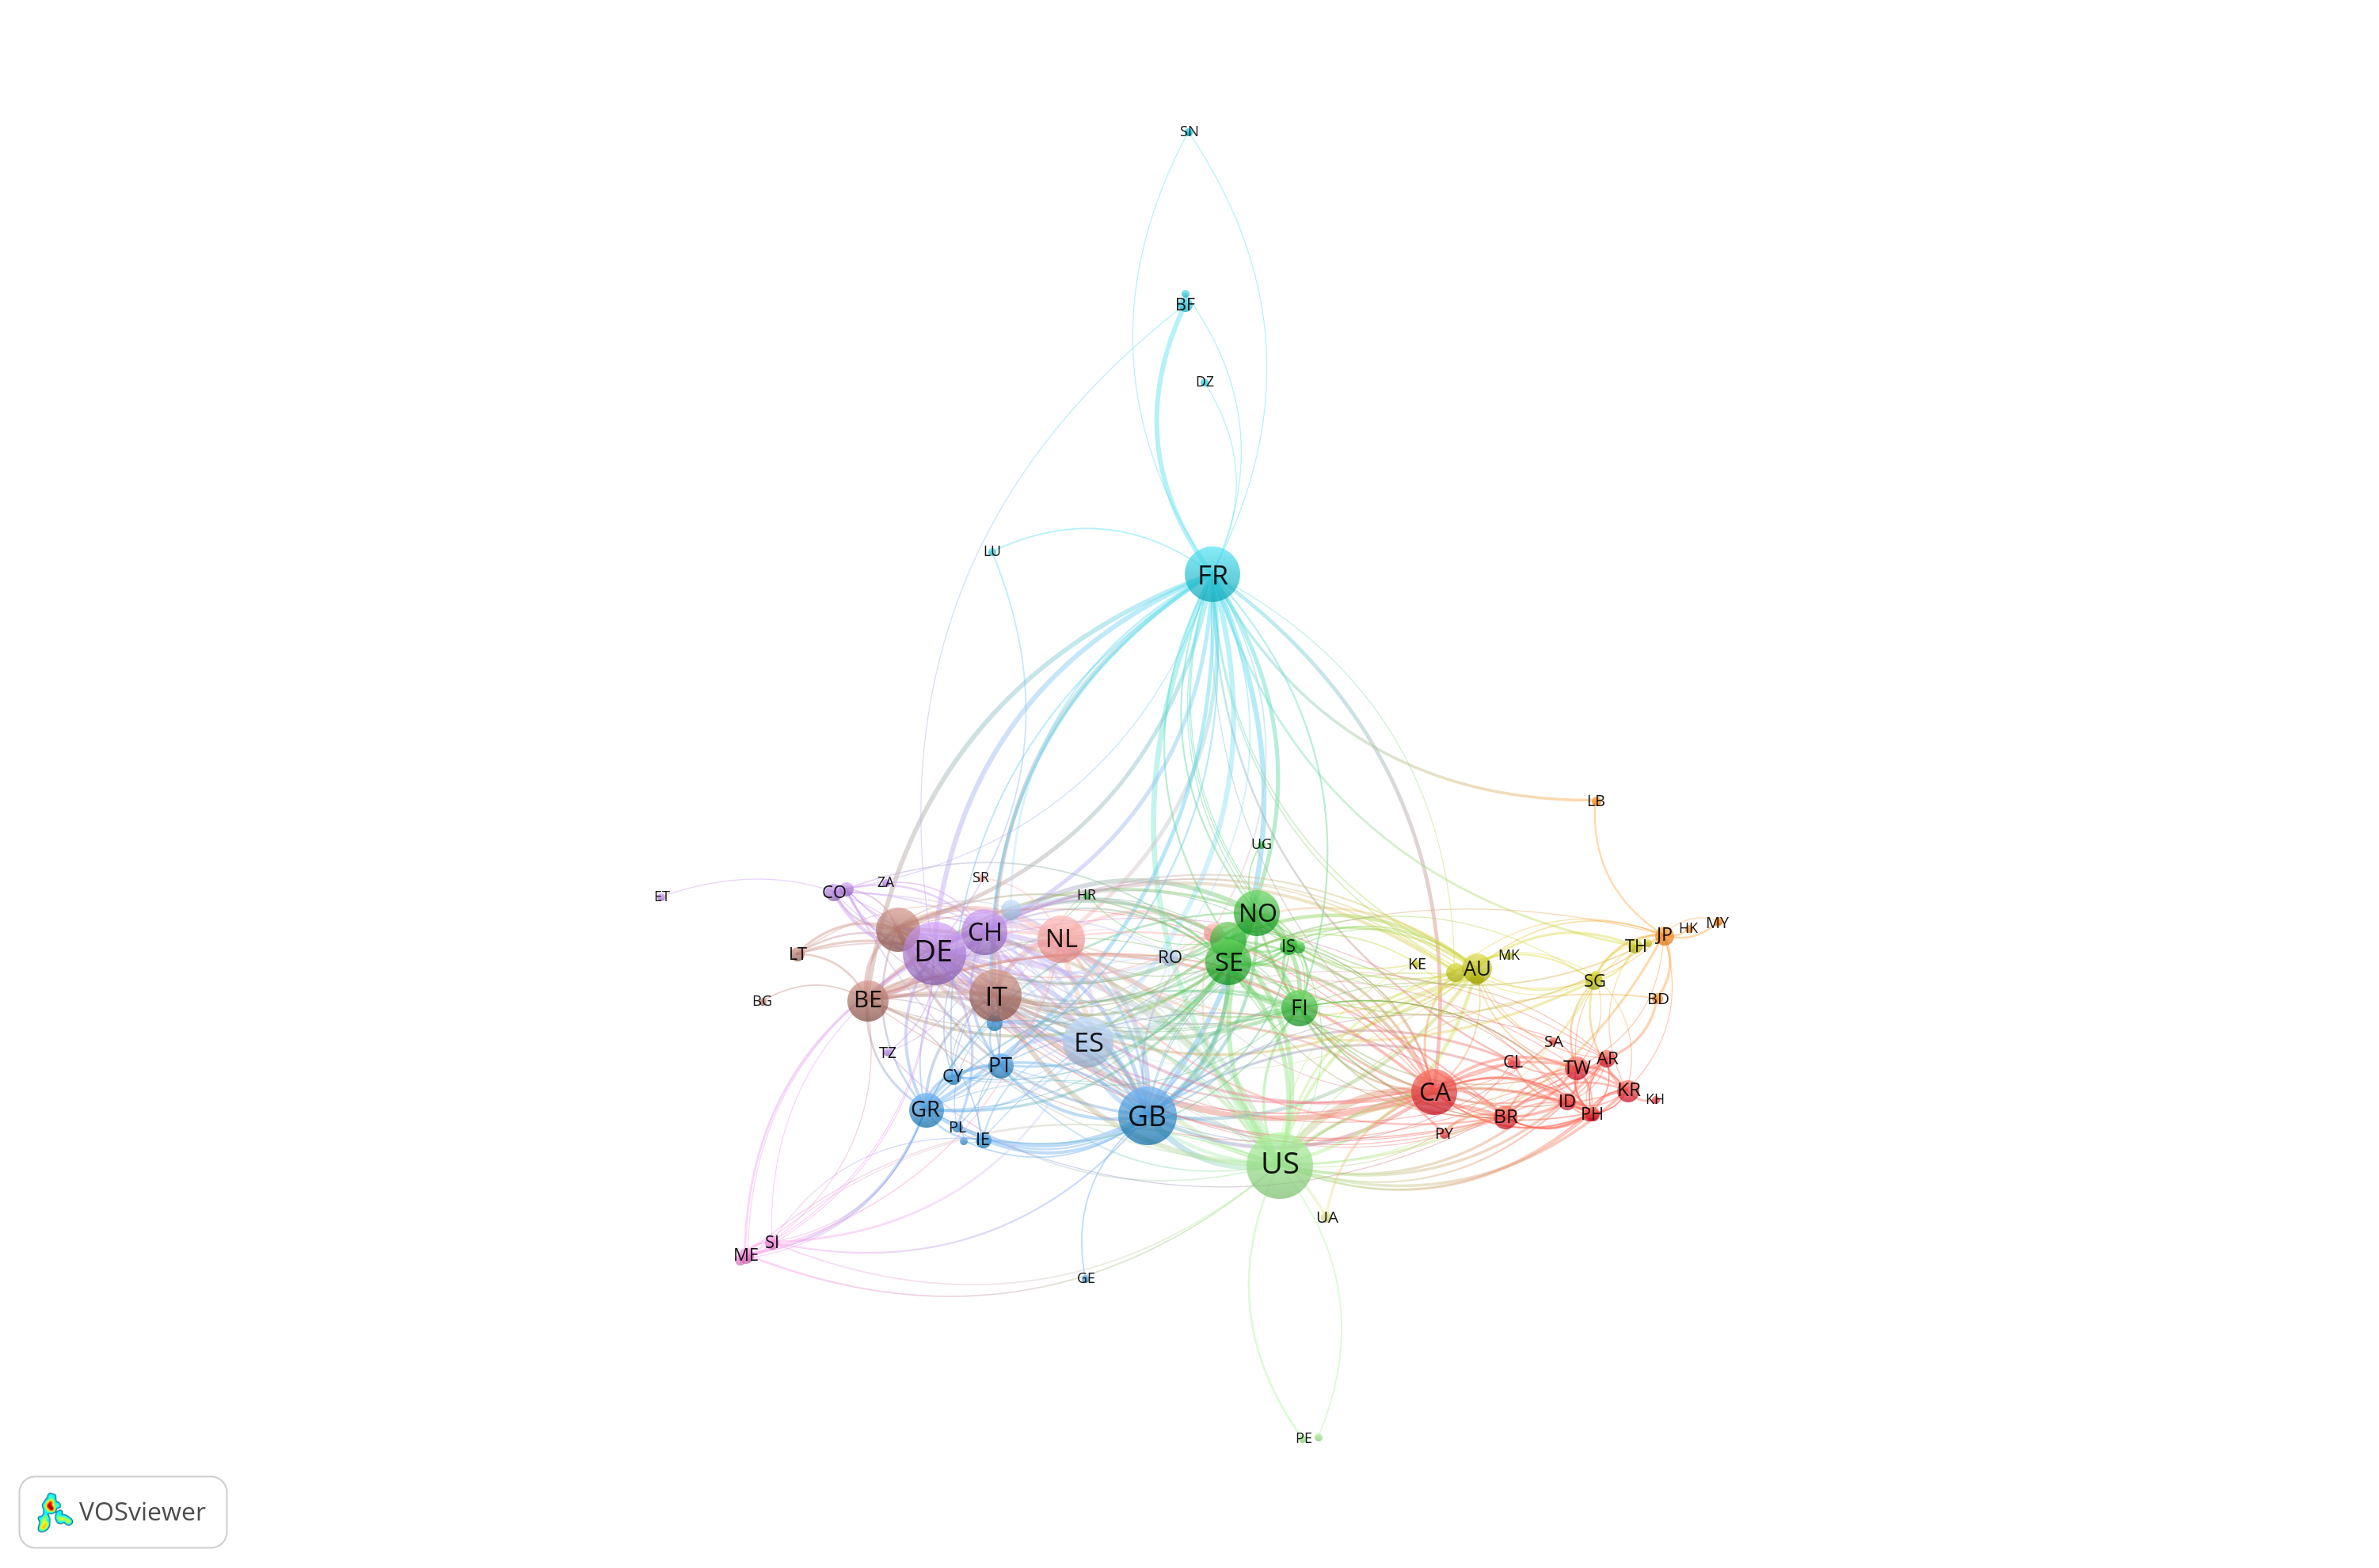 SN
BF
DZ
LU
FR
LB
UG
SR
ZA
CO
HR
ET
NO
MY
HK
JP
CH
NL
TH
IS
DE
LT
RO
MK
SE
KE
AU
SG
IT
BE
BG
BD
FI
ES
SA
TZ
AR
CL
PT
TW
CY
KR
CA
KH
ID
GR
PH
GB
BR
PL
PY
IE
US
UA
SI
ME
GE
PE
VOSviewer